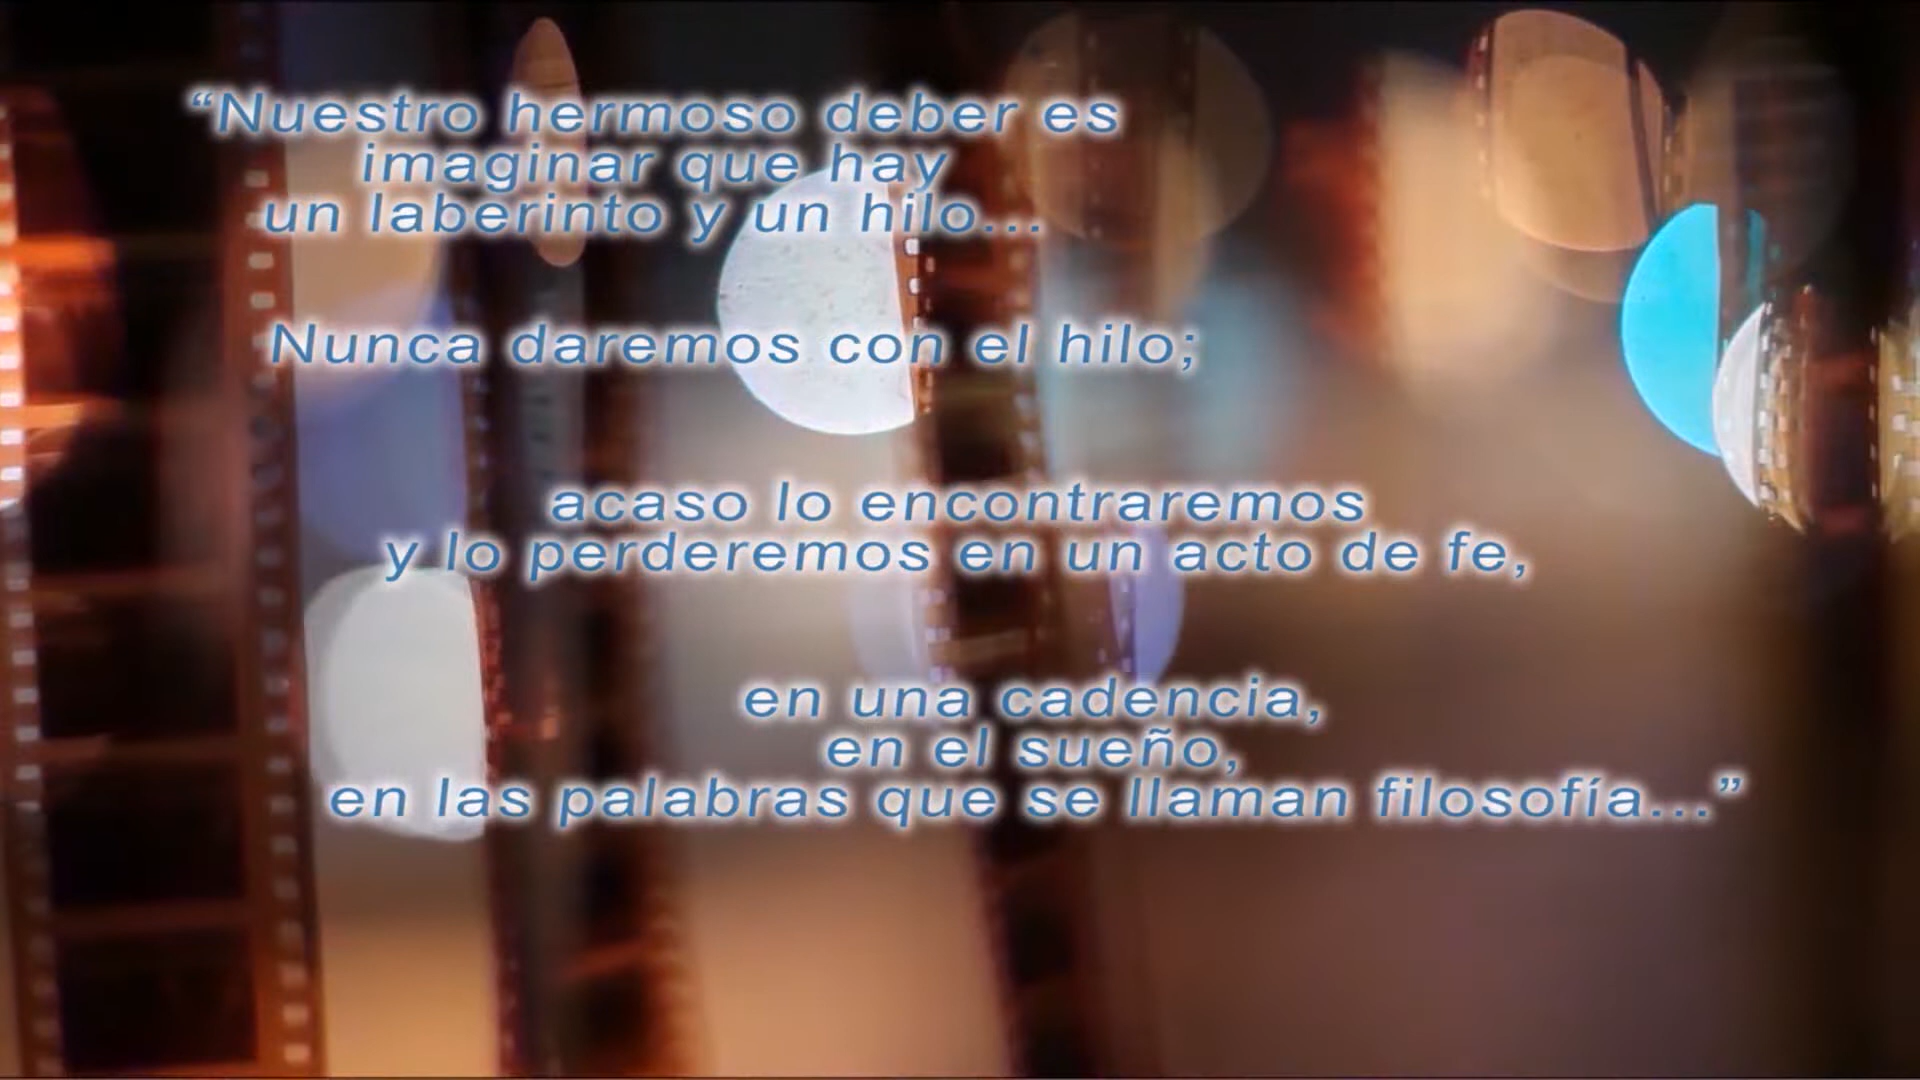 “Nuestro hermoso deber es
imaginar que hay
un laberinto y un hilo...
Nunca daremos con el hilo;
acaso lo encontraremos
y lo perderemos en un acto de fe,
en una cadencia,
en el sueño,
en las palabras que se llaman filosofía...”